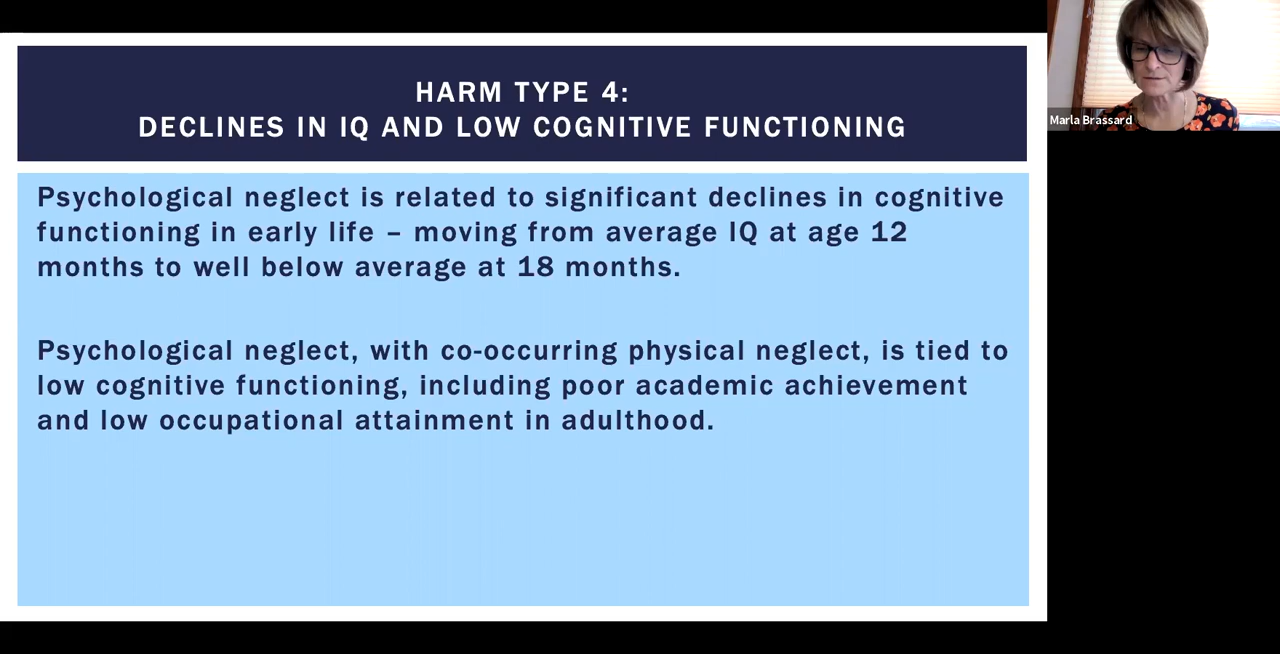 HARM TYPE 4:
DECLINES IN IQ AND LOW COGNITIVE FUNCTIONING
Psychological neglect is related to significant declines in cognitive
functioning in early life – moving from average IQ at age 12
months to well below average at 18 months.
Psychological neglect, with co-occurring physical neglect, is tied to
low cognitive functioning, including poor academic achievement
and low occupational attainment in adulthood.
Marla Brassard